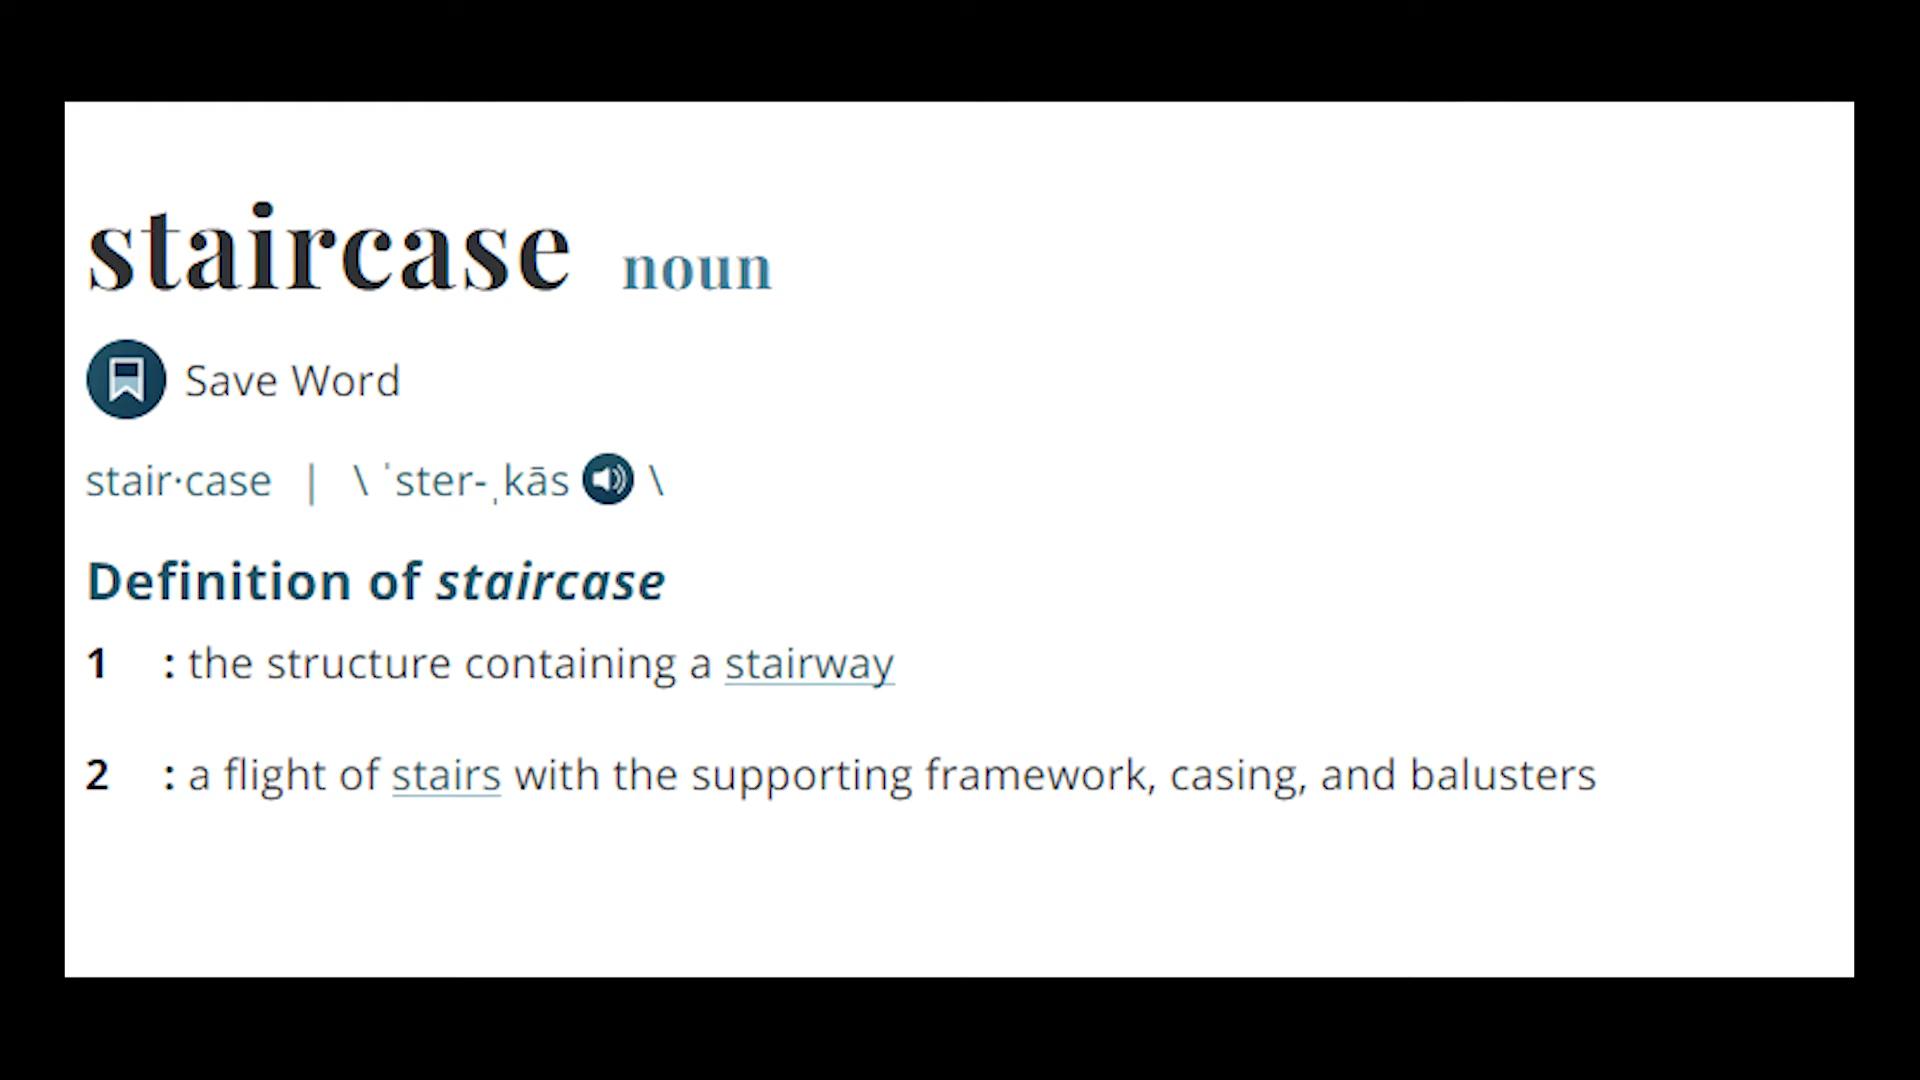 staircase noun
Save Word
stair·case | \ ˈster-ˌkās \
Definition of staircase
1 : the structure containing a stairway
2 : a flight of stairs with the supporting framework, casing, and balusters